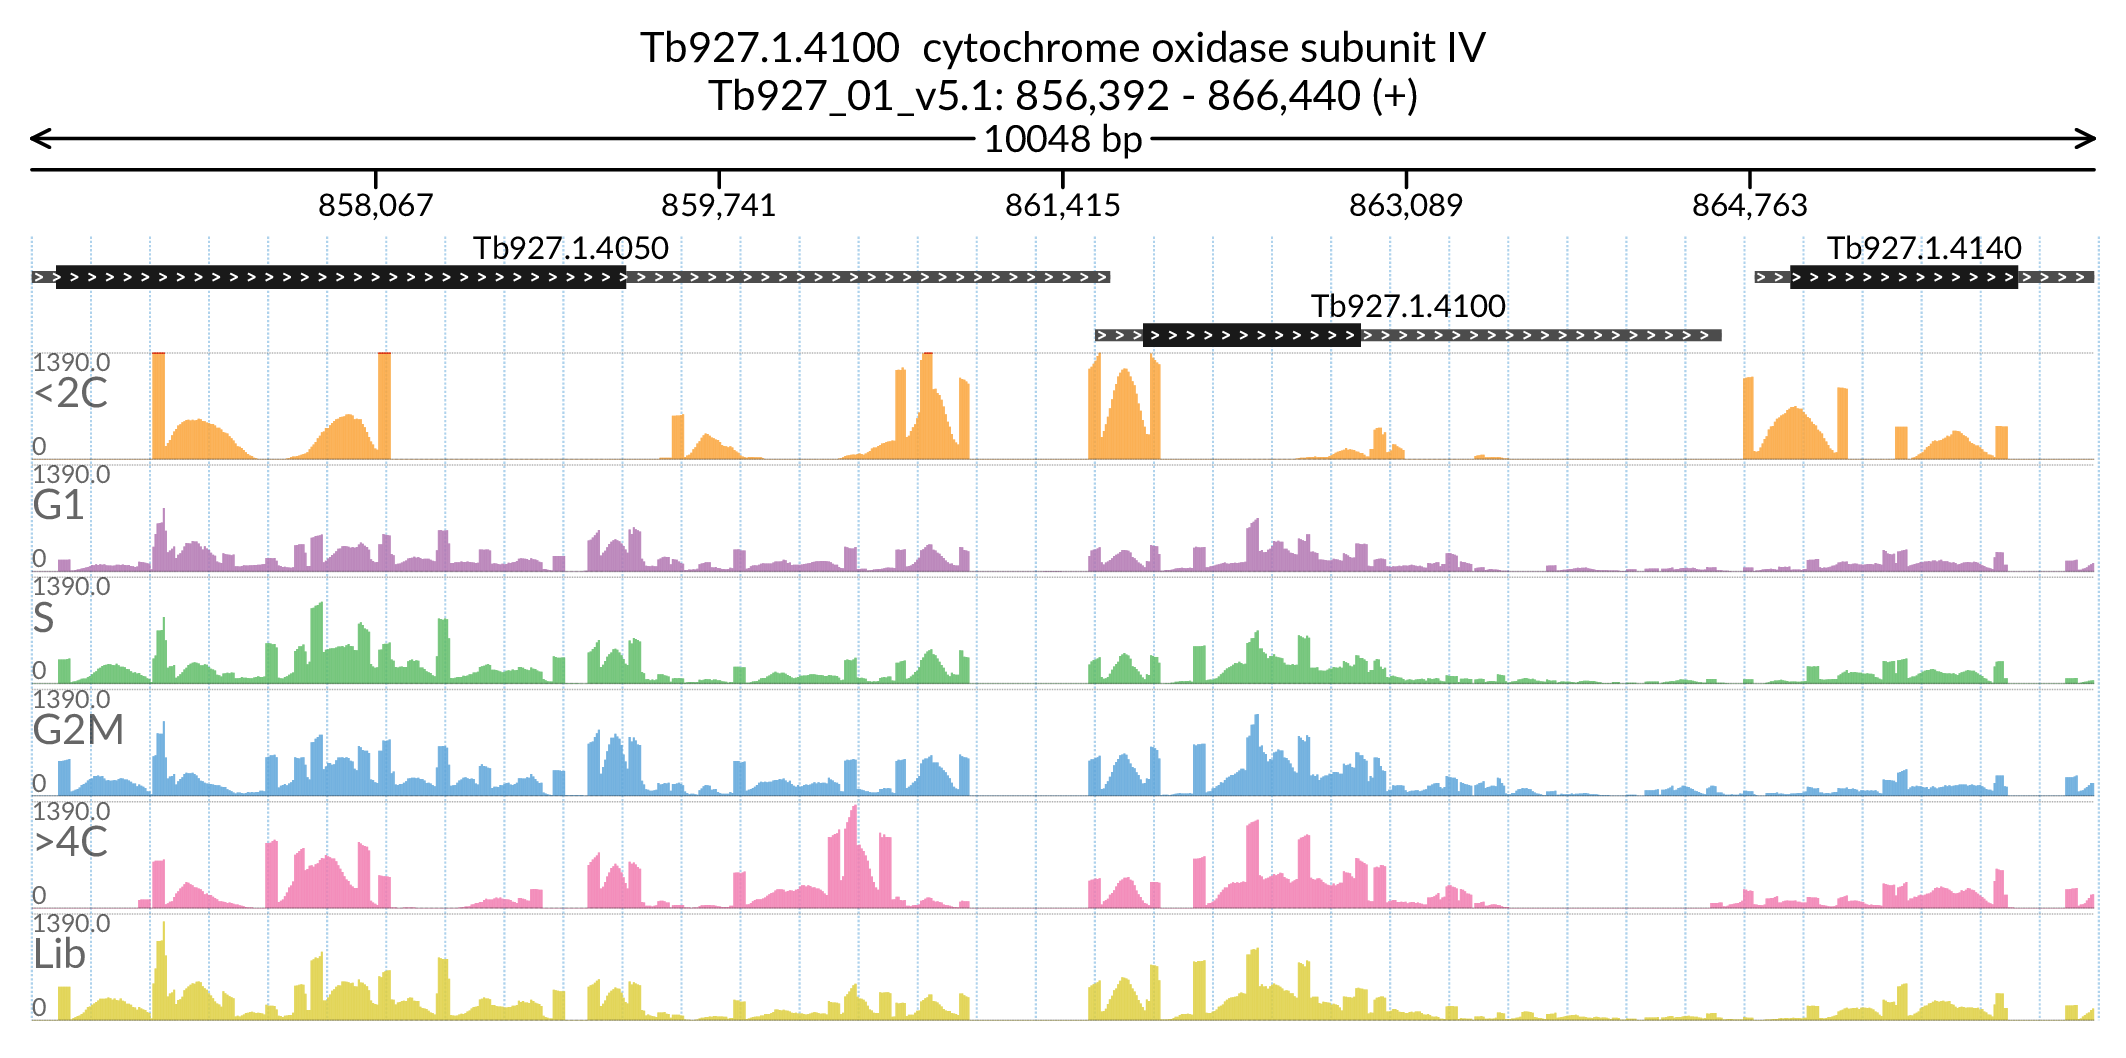 Tb927.1.4100 cytochrome oxidase subunit IV
Tb927_01_v5.1: 856,392 - 866,440 (+)
10048 bp
858,067 859,741 861,415 863,089 864,763
Tb927.1.4050 Tb927.1.4140
Tb927.1.4100
1390.0
<2C
0
1390.0
G1
0
1390.0
S
0
1390.0
G2M
0
1390.0
>4C
0
1390.0
Lib
0